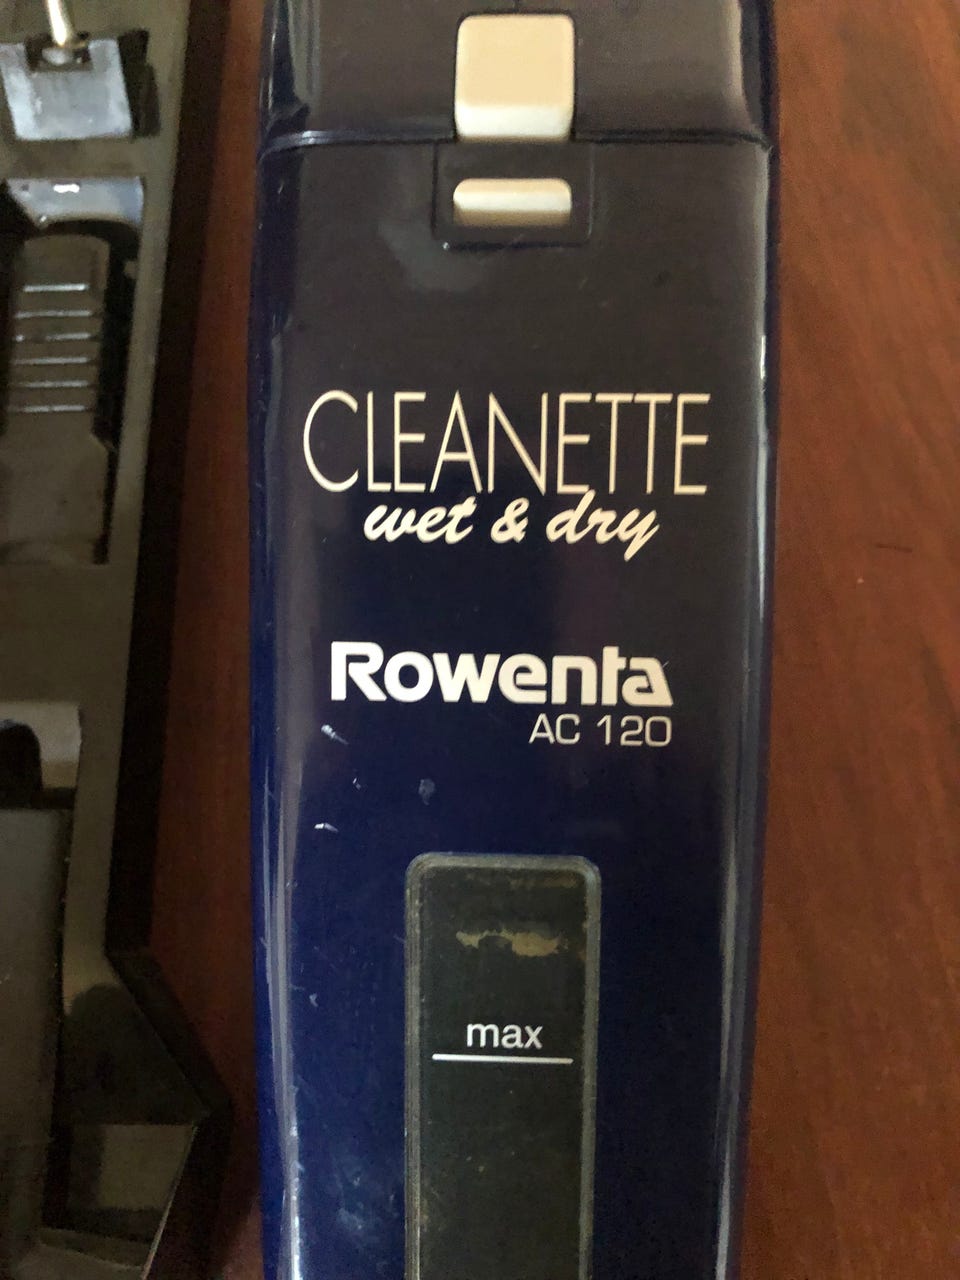 CLEANETTE
wet & dry
Rowenta
AC 120
max